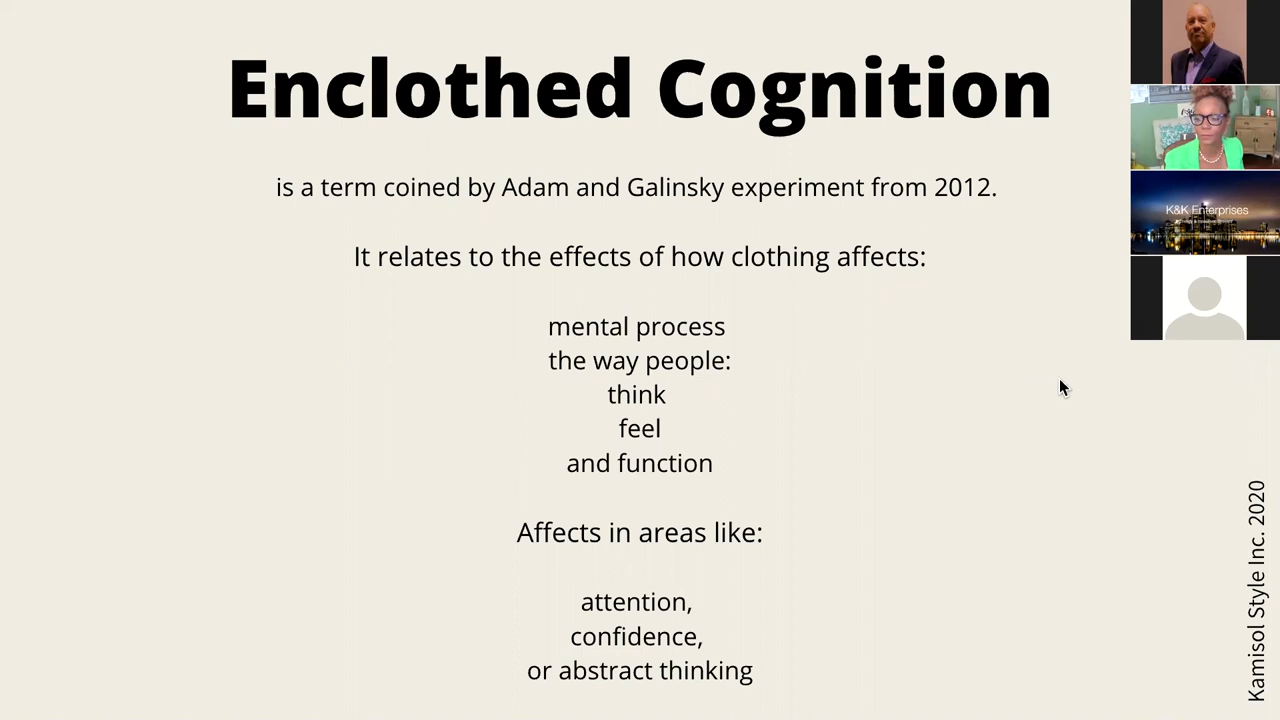 Enclothed Cognition
is a term coined by Adam and Galinsky experiment from 2012.
It relates to the effects of how clothing affects:
mental process
the way people:
think
feel
and function
Affects in areas like:
attention,
confidence,
or abstract thinking
Kamisol Style Inc. 2020
K&K Enterprises